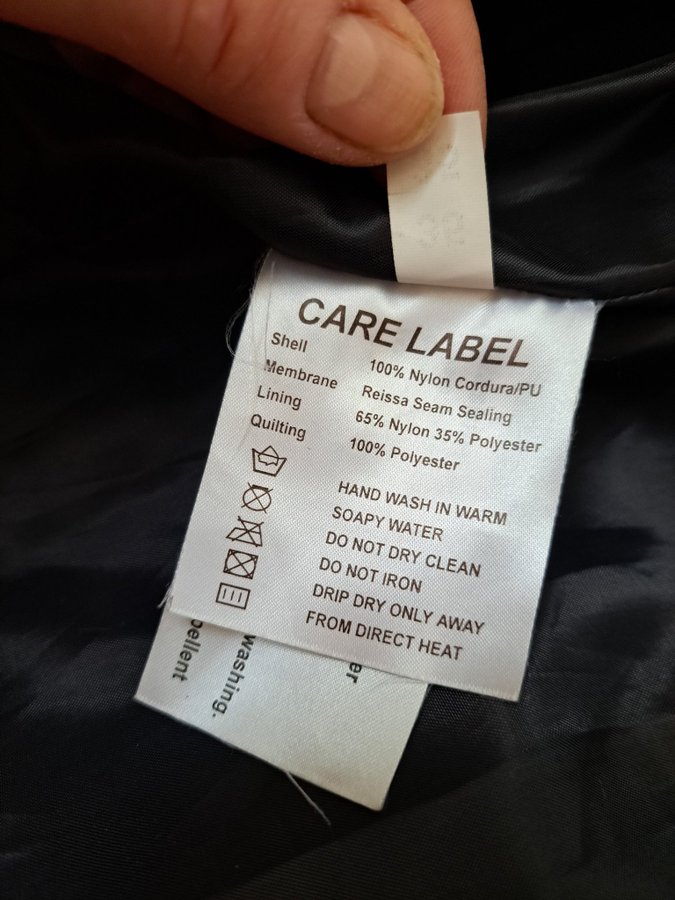 CARE LABEL
Shell 100% Nylon Cordura/PU
Membrane Reissa Seam Sealing
Lining 65% Nylon 35% Polyester
Quilting 100% Polyester
HAND WASH IN WARM
SOAPY WATER
DO NOT DRY CLEAN
DO NOT IRON
DRIP DRY ONLY AWAY
FROM DIRECT HEAT
er
washing.
pellent